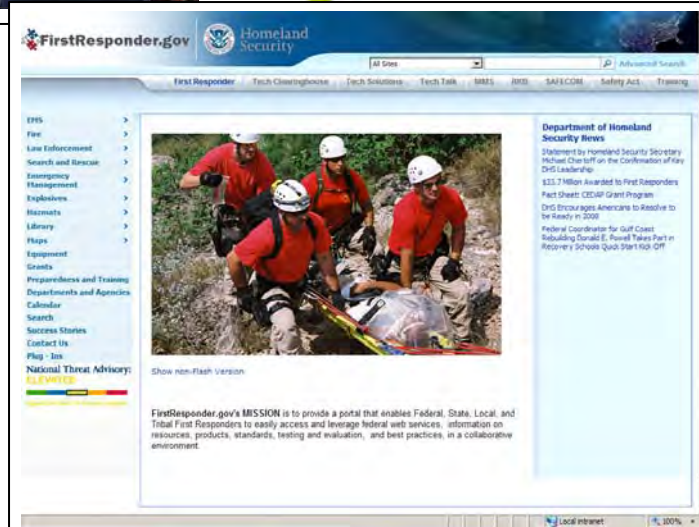 FirstResponder.gov
Homeland
Security
All Sites
Advanced Search
First Responder Tech Clearinghouse Tech Solutions Tech Talk NIMS RKB SAFECOM Safety Act Training
EMS
Fire
Law Enforcement
Search and Rescue
Emergency
Management
Explosives
Hazmats
Library
Maps
Equipment
Grants
Preparedness and Training
Departments and Agencies
Calendar
Search
Success Stories
Contact Us
Plug - Ins
National Threat Advisory:
ELEVATED
Show non-Flash Version
FirstResponder.gov's MISSION is to provide a portal that enables Federal, State, Local, and
Tribal First Responders to easily access and leverage federal web services, information on
resources, products, standards, testing and evaluation, and best practices, in a collaborative
environment.
Department of Homeland
Security News
Statement by Homeland Security Secretary
Michael Chertoff on the Confirmation of Key
DHS Leadership
$33.7 Million Awarded to First Responders
Fact Sheet: CEDAP Grant Program
DHS Encourages Americans to Resolve to
be Ready in 2008
Federal Coordinator for Gulf Coast
Rebuilding Donald E. Powell Takes Part in
Recovery Schools Quick Start Kick Off
Local intranet
100%